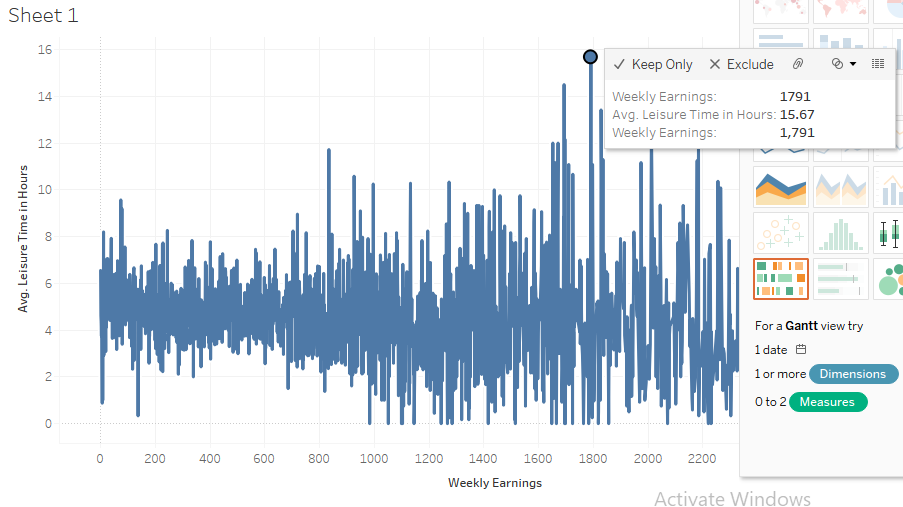 Sheet 1
16
14
12
10
8
6
4
2
0
Avg. Leisure Time in Hours
0 200 400 600 800 1000 1200 1400 1600 1800 2000 2200
Weekly Earnings
Keep Only Exclude
Weekly Earnings: 1791
Avg. Leisure Time in Hours: 15.67
Weekly Earnings: 1,791
For a Gantt view try
1 date
1 or more Dimensions
0 to 2 Measures
Activate Windows